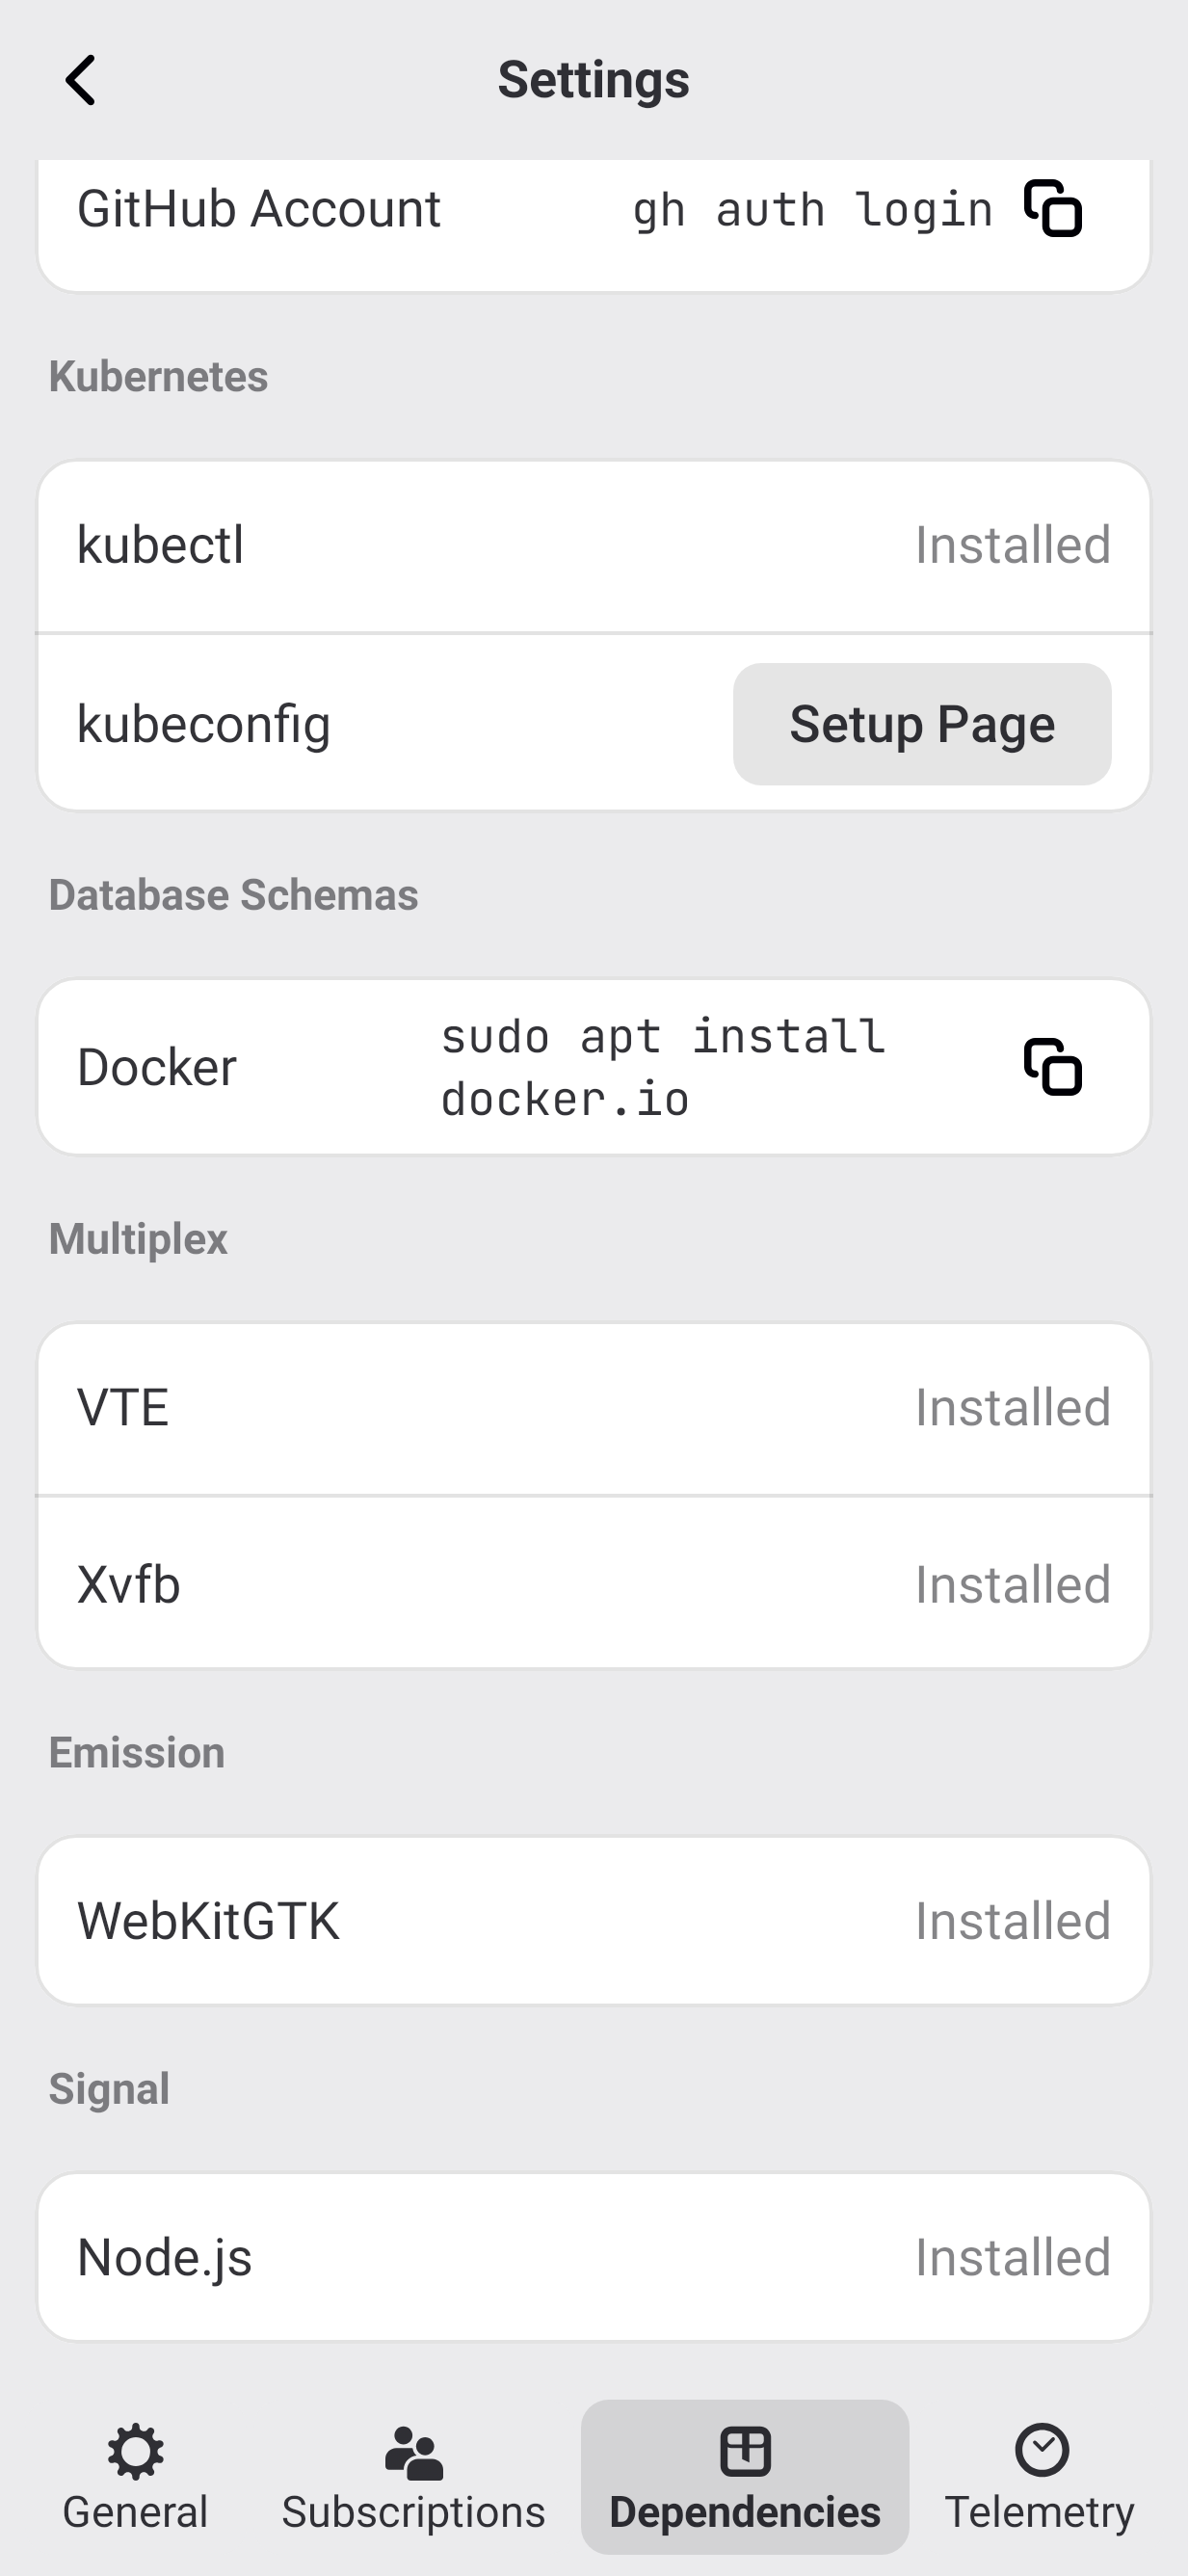 Settings
GitHub Account gh auth login
Kubernetes
kubectl Installed
kubeconfig Setup Page
Database Schemas
Docker sudo apt install
docker.io
Multiplex
VTE Installed
Xvfb Installed
Emission
WebKitGTK Installed
Signal
Node.js Installed
General Subscriptions Dependencies Telemetry